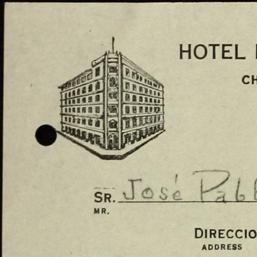 HOTEL
CH
SR. José Pabl
MR.
DIRECCIO
ADDRESS